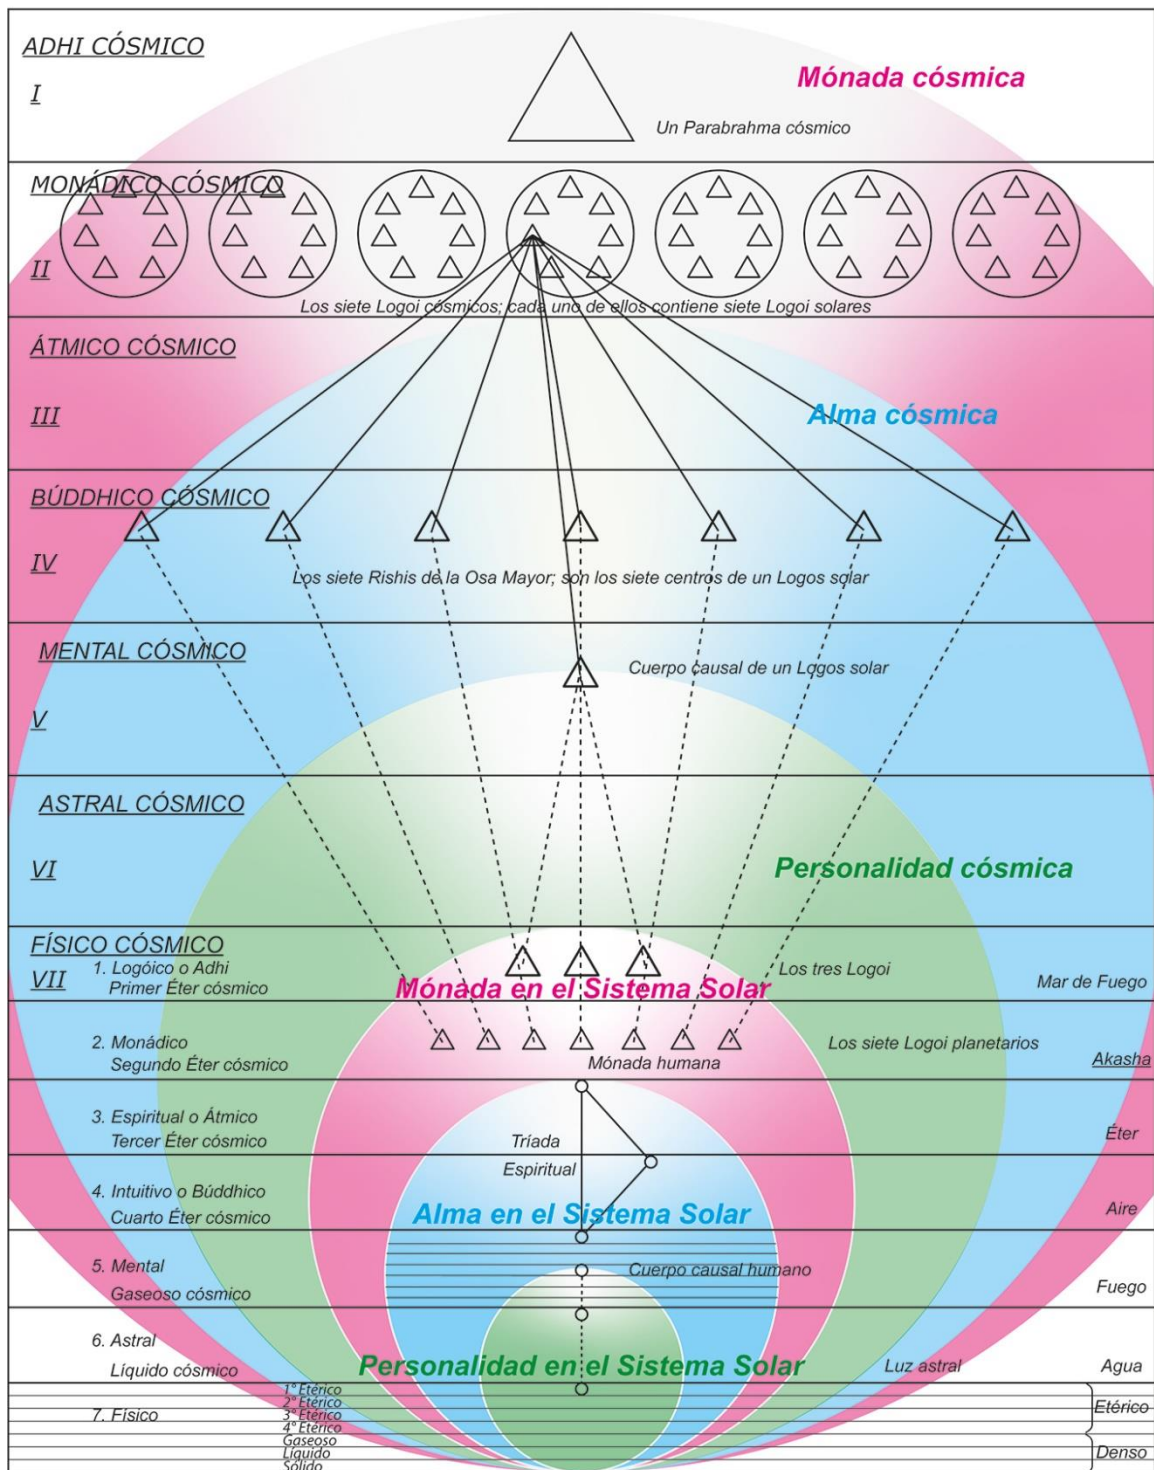 ADHI CÓSMICO
I
Mónada cósmica
Un Parabrahma cósmico
MONÁDICO CÓSMICO
II
Los siete Logoi cósmicos; cada uno de ellos contiene siete Logoi solares
ÁTMICO CÓSMICO
III
Alma cósmica
BÚDDHICO CÓSMICO
IV
Los siete Rishis de la Osa Mayor; son los siete centros de un Logos solar
MENTAL CÓSMICO
Cuerpo causal de un Logos solar
V
ASTRAL CÓSMICO
VI
Personalidad cósmica
FÍSICO CÓSMICO
VII
1. Logóico o Adhi
Primer Éter cósmico
Los tres Logoi
Mar de Fuego
Mónada en el Sistema Solar
2. Monádico
Segundo Éter cósmico
Los siete Logoi planetarios
Mónada humana
Akasha
3. Espiritual o Átmico
Tercer Éter cósmico
Tríada
Espiritual
Éter
4. Intuitivo o Búddhico
Cuarto Éter cósmico
Alma en el Sistema Solar
Aire
5. Mental
Gaseoso cósmico
Cuerpo causal humano
Fuego
6. Astral
Líquido cósmico
Personalidad en el Sistema Solar
Luz astral
Agua
7. Físico
1º Etérico
2º Etérico
3º Etérico
4º Etérico
Gaseoso
Líquido
Sólido
Etérico
Denso